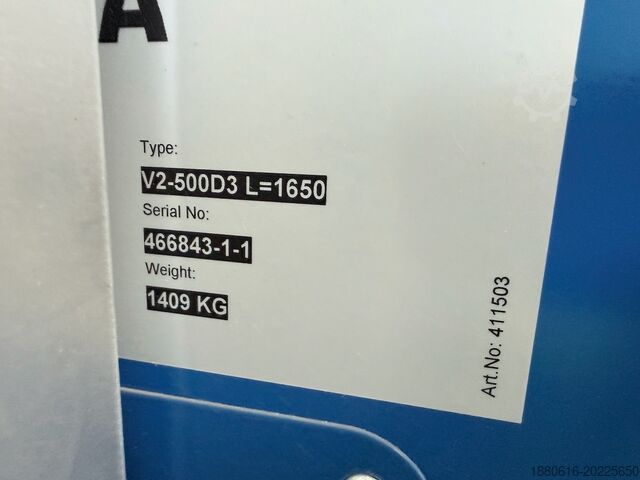 A
Type:
V2-500D3 L=1650
Serial No:
466843-1-1
Weight:
1409 KG
Art.No: 411503
1880616-20225650